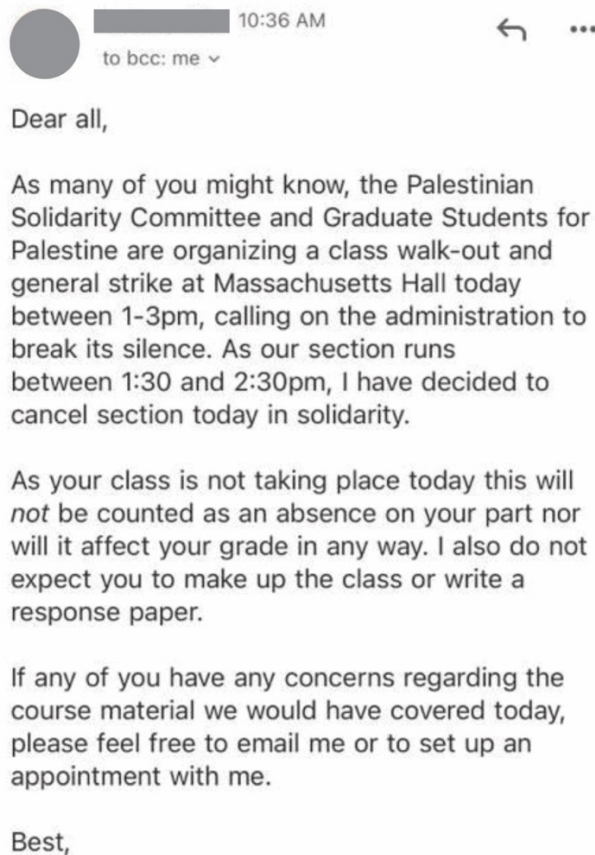 10:36 AM
to bcc: me
Dear all,
As many of you might know, the Palestinian
Solidarity Committee and Graduate Students for
Palestine are organizing a class walk-out and
general strike at Massachusetts Hall today
between 1-3pm, calling on the administration to
break its silence. As our section runs
between 1:30 and 2:30pm, I have decided to
cancel section today in solidarity.
As your class is not taking place today this will
not be counted as an absence on your part nor
will it affect your grade in any way. I also do not
expect you to make up the class or write a
response paper.
If any of you have any concerns regarding the
course material we would have covered today,
please feel free to email me or to set up an
appointment with me.
Best,